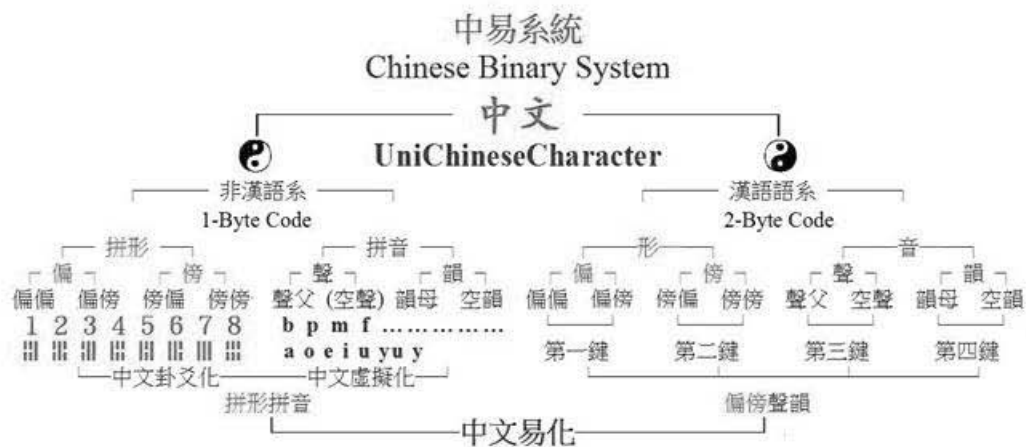 中易系統
Chinese Binary System
中文
UniChineseCharacter
非漢語系 漢語語系
1-Byte Code 2-Byte Code
拼形 拼音 形 音
偏 傍 聲 韻 偏 傍 聲 韻
偏偏 偏傍 傍偏 傍傍 聲父 (空聲) 韻母 空韻 偏偏 偏傍 傍偏 傍傍 聲父 空聲 韻母 空韻
1 2 3 4 5 6 7 8 b p m f ... ... ... ... ...
a o e i u yu y 第一鍵 第二鍵 第三鍵 第四鍵
中文卦爻化 中文虛擬化
拼形拼音 偏傍聲韻
中文易化